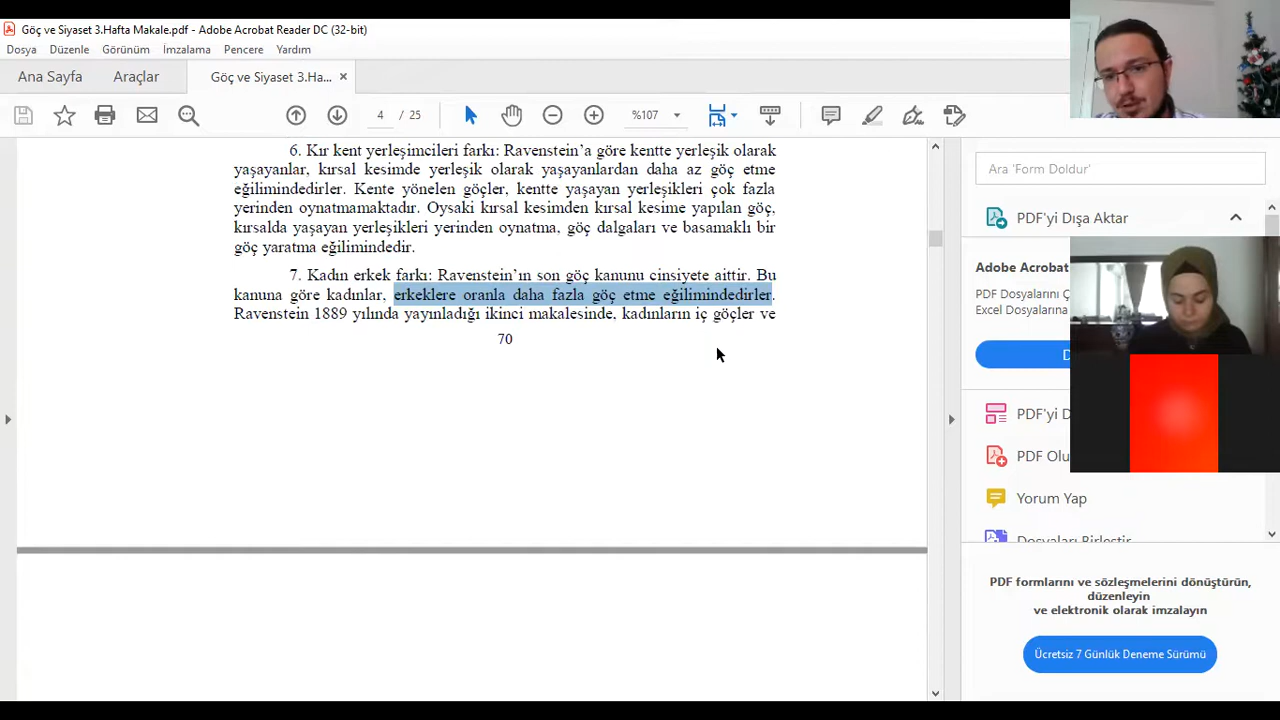 Göç ve Siyaset 3.Hafta Makale.pdf - Adobe Acrobat Reader DC (32-bit)
Dosya Düzenle Görünüm İmzalama Pencere Yardım
Ana Sayfa Araçlar Göç ve Siyaset 3.Ha... ×
4 / 25 %107
6. Kır kent yerleşimcileri farkı: Ravenstein’a göre kentte yerleşik olarak
yaşayanlar, kırsal kesimde yerleşik olarak yaşayanlardan daha az göç etme
eğilimindedirler. Kente yönelen göçler, kentte yaşayan yerleşikleri çok fazla
yerinden oynatmamaktadır. Oysaki kırsal kesimden kırsal kesime yapılan göç,
kırsalda yaşayan yerleşikleri yerinden oynatma, göç dalgaları ve basamaklı bir
göç yaratma eğilimindedir.
7. Kadın erkek farkı: Ravenstein’ın son göç kanunu cinsiyete aittir. Bu
kanuna göre kadınlar, erkeklere oranla daha fazla göç etme eğilimindedirler.
Ravenstein 1889 yılında yayınladığı ikinci makalesinde, kadınların iç göçler ve
70
Ara 'Form Doldur'
PDF'yi Dışa Aktar
Adobe Acrobat
PDF Dosyalarını
Excel Dosyalarına
PDF'yi D
PDF Olu
Yorum Yap
Dosyaları Birleştir
PDF formlarını ve sözleşmelerini dönüştürün,
düzenleyin
ve elektronik olarak imzalayın
Ücretsiz 7 Günlük Deneme Sürümü